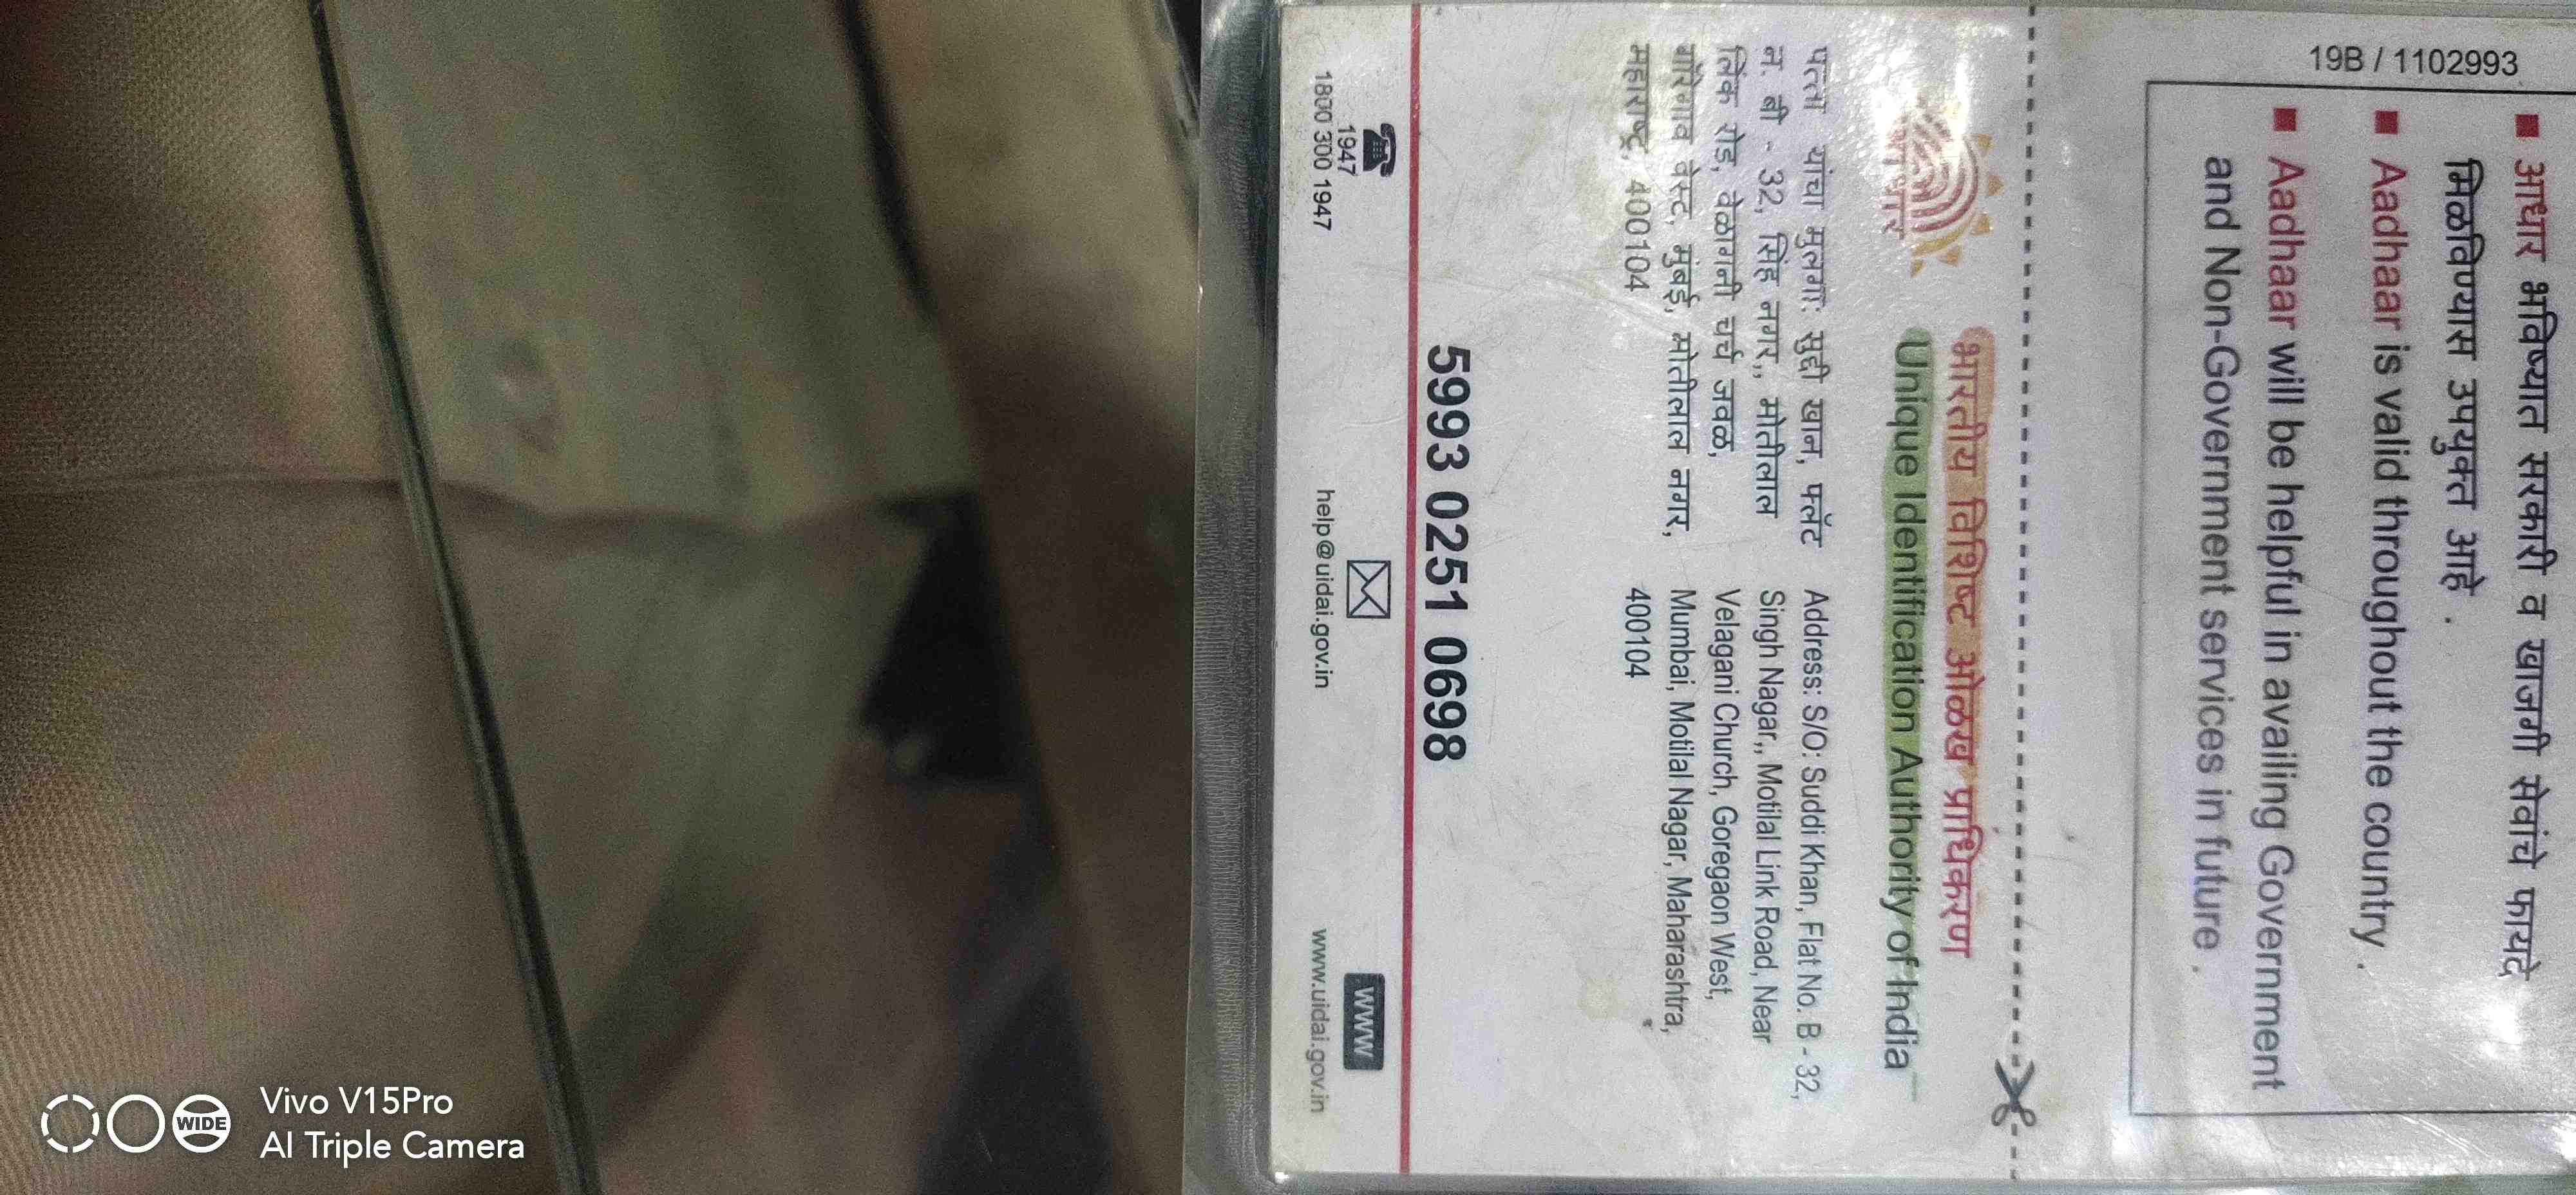 19B / 1102993
■ आधार भविष्यात सरकारी व खाजगी सेवांचे फायदे
मिळविण्यास उपयुक्त आहे .
■ Aadhaar is valid throughout the country .
■ Aadhaar will be helpful in availing Government
and Non-Government services in future .
भारतीय विशिष्ट ओळख प्राधिकरण
Unique Identification Authority of India
आधार
पत्ता यांचा मुलगा: सुद्दी खान, फ्लॅट
न. बी - 32, सिंह नगर,, मोतीलाल
लिंक रोड, वेळागनी चर्च जवळ,
गोरेगाव वेस्ट, मुंबई, मोतीलाल नगर,
महाराष्ट्र, 400104
Address: S/O: Suddi Khan, Flat No. B - 32,
Singh Nagar,, Motilal Link Road, Near
Velagani Church, Goregaon West,
Mumbai, Motilal Nagar, Maharashtra,
400104
5993 0251 0698
1947
1800 300 1947
help@uidai.gov.in
www
www.uidai.gov.in
WIDE
Vivo V15Pro
AI Triple Camera